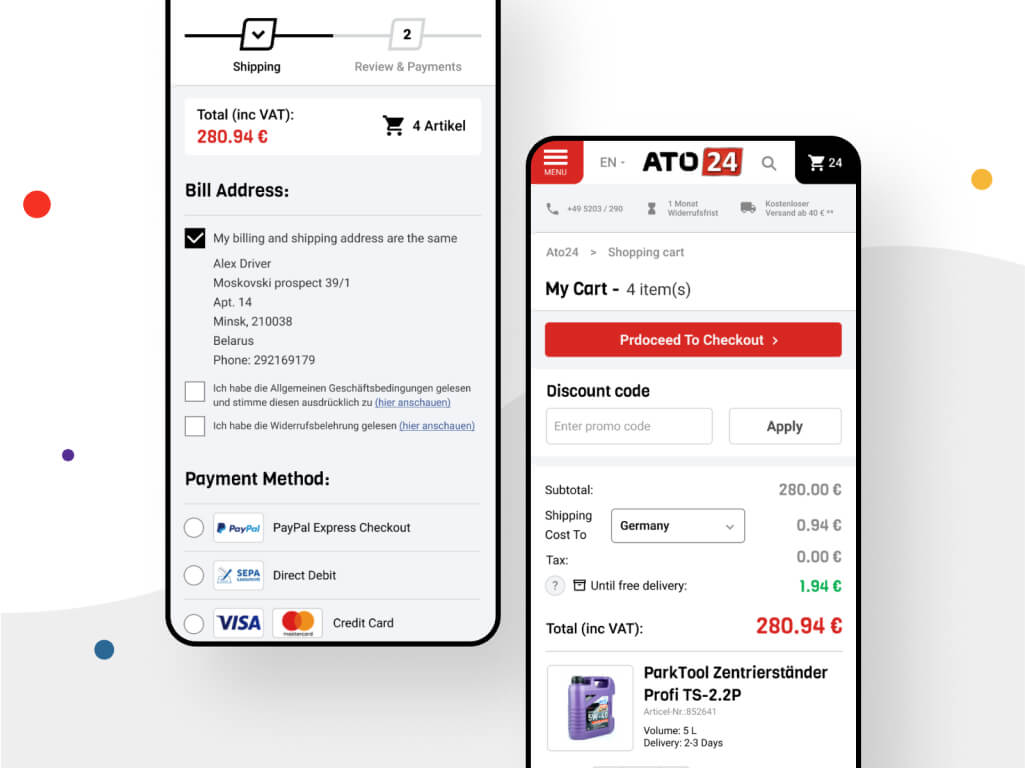 2
Shipping
Review & Payments
Total (inc VAT):
280.94 €
4 Artikel
Bill Address:
My billing and shipping address are the same
Alex Driver
Moskovski prospect 39/1
Apt. 14
Minsk, 210038
Belarus
Phone: 292169179
Ich habe die Allgemeinen Geschäftsbedingungen gelesen
und stimme diesen ausdrücklich zu (hier anschauen)
Ich habe die Widerrufsbelehrung gelesen (hier anschauen)
Payment Method:
PayPal PayPal Express Checkout
SEPA Direct Debit
VISA mastercard Credit Card
MENU
EN
ATO 24
24
+49 5203 / 290
1 Monat
Widerrufsfrist
Kostenloser
Versand ab 40 € **
Ato24 > Shopping cart
My Cart - 4 item(s)
Prdoceed To Checkout >
Discount code
Enter promo code
Apply
Subtotal: 280.00 €
Shipping
Cost To
Germany
0.94 €
Tax: 0.00 €
? Until free delivery: 1.94 €
Total (inc VAT): 280.94 €
ParkTool Zentrierständer
Profi TS-2.2P
Articel-Nr.:852641
Volume: 5 L
Delivery: 2-3 Days
5W-40